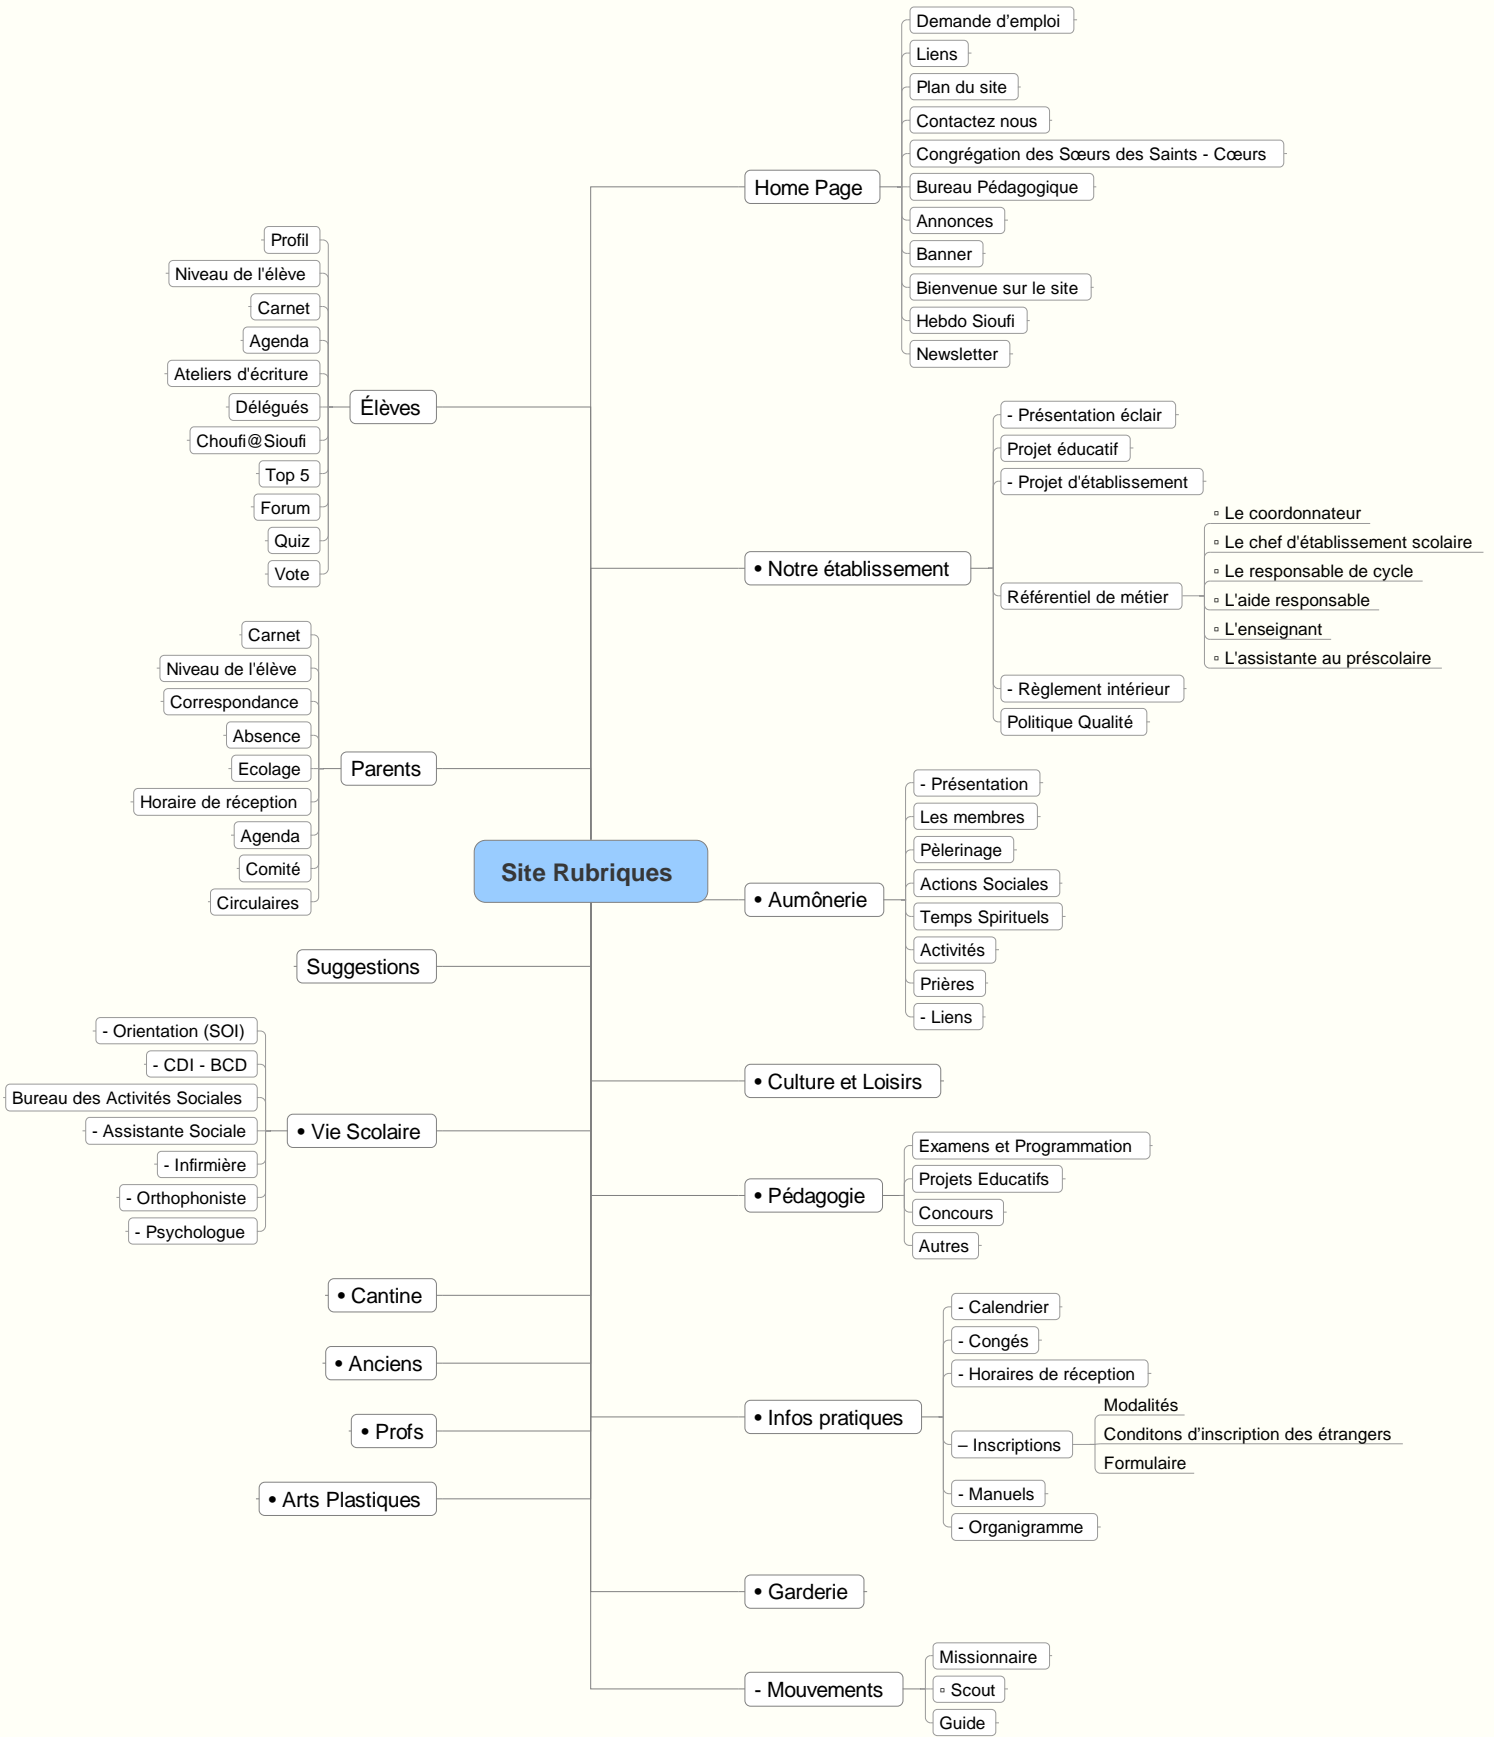 Site Rubriques
Home Page
Demande d'emploi
Liens
Plan du site
Contactez nous
Congrégation des Sœurs des Saints - Cœurs
Bureau Pédagogique
Annonces
Banner
Bienvenue sur le site
Hebdo Sioufi
Newsletter
• Notre établissement
- Présentation éclair
Projet éducatif
- Projet d'établissement
Référentiel de métier
▫ Le coordonnateur
▫ Le chef d'établissement scolaire
▫ Le responsable de cycle
▫ L'aide responsable
▫ L'enseignant
▫ L'assistante au préscolaire
- Règlement intérieur
Politique Qualité
• Aumônerie
- Présentation
Les membres
Pèlerinage
Actions Sociales
Temps Spirituels
Activités
Prières
- Liens
• Culture et Loisirs
• Pédagogie
Examens et Programmation
Projets Educatifs
Concours
Autres
• Infos pratiques
- Calendrier
- Congés
- Horaires de réception
– Inscriptions
Modalités
Conditons d'inscription des étrangers
Formulaire
- Manuels
- Organigramme
• Garderie
- Mouvements
Missionnaire
▫ Scout
Guide
Élèves
Profil
Niveau de l'élève
Carnet
Agenda
Ateliers d'écriture
Délégués
Choufi@Sioufi
Top 5
Forum
Quiz
Vote
Parents
Carnet
Niveau de l'élève
Correspondance
Absence
Ecolage
Horaire de réception
Agenda
Comité
Circulaires
Suggestions
• Vie Scolaire
- Orientation (SOI)
- CDI - BCD
Bureau des Activités Sociales
- Assistante Sociale
- Infirmière
- Orthophoniste
- Psychologue
• Cantine
• Anciens
• Profs
• Arts Plastiques